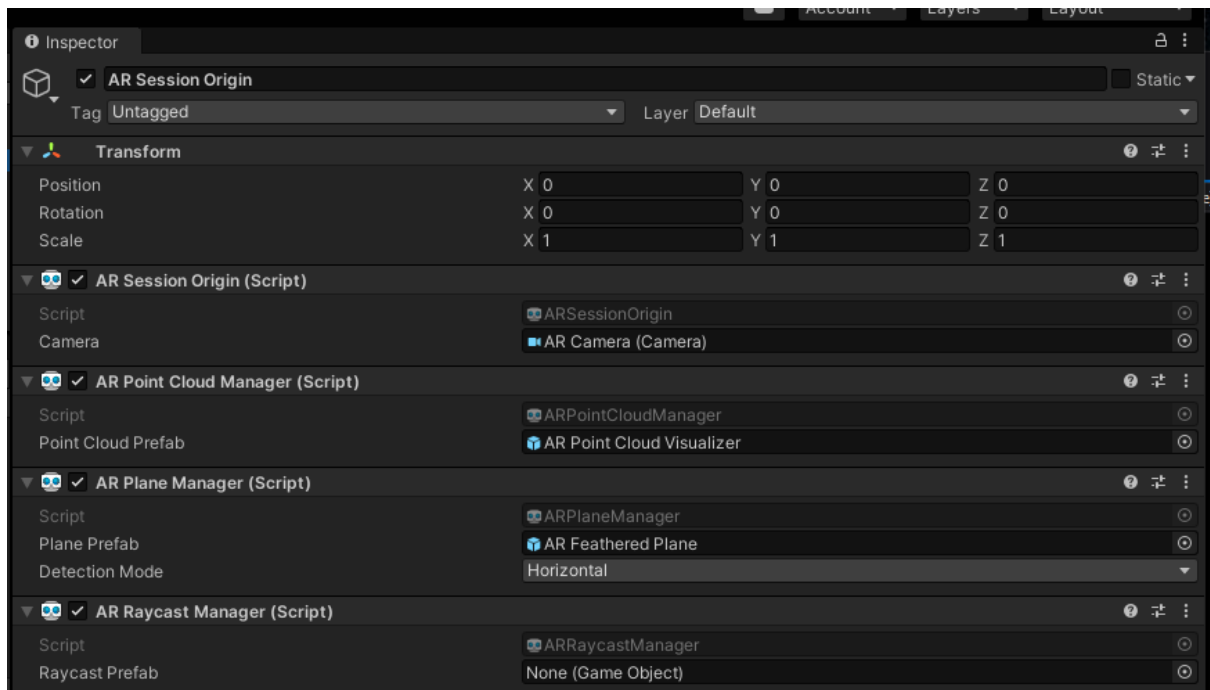 Account Layers Layout
Inspector
AR Session Origin Static
Tag Untagged Layer Default
Transform
Position X 0 Y 0 Z 0
Rotation X 0 Y 0 Z 0
Scale X 1 Y 1 Z 1
AR Session Origin (Script)
Script ARSessionOrigin
Camera AR Camera (Camera)
AR Point Cloud Manager (Script)
Script ARPointCloudManager
Point Cloud Prefab AR Point Cloud Visualizer
AR Plane Manager (Script)
Script ARPlaneManager
Plane Prefab AR Feathered Plane
Detection Mode Horizontal
AR Raycast Manager (Script)
Script ARRaycastManager
Raycast Prefab None (Game Object)